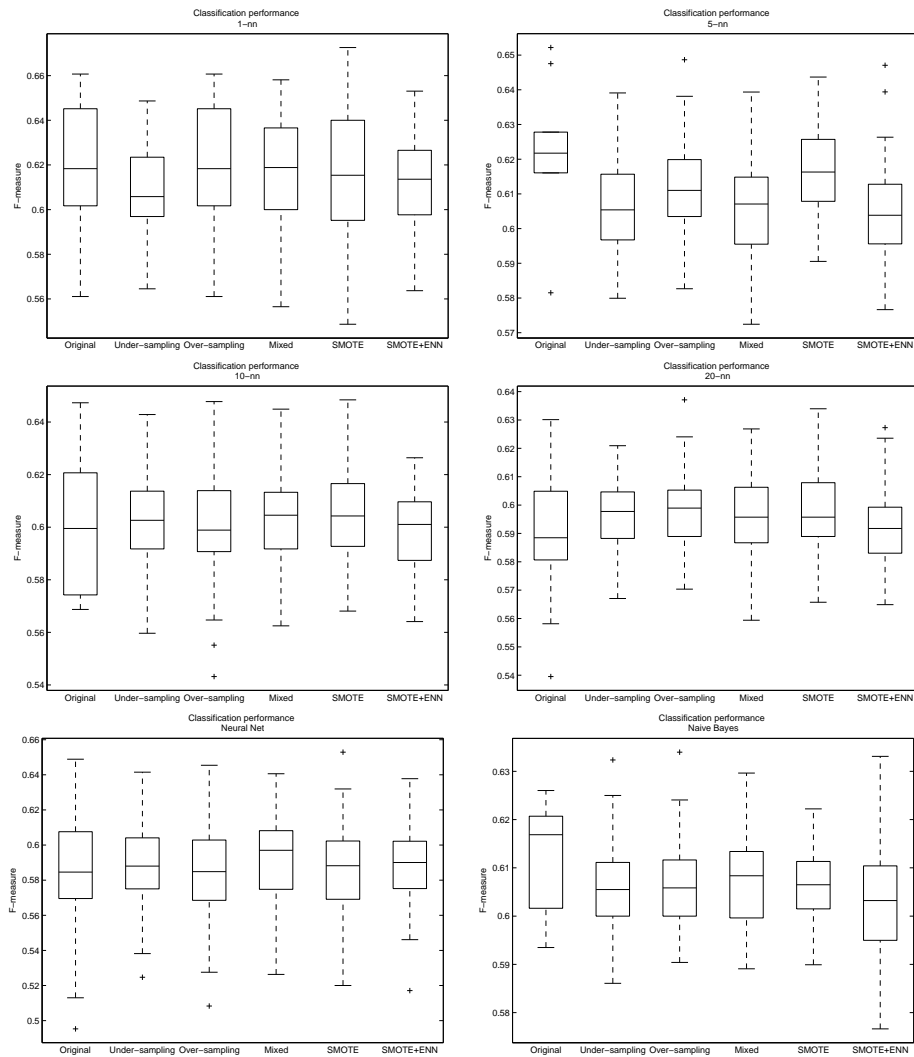 Classification performance
1−nn
0.66
0.64
0.62
0.6
0.58
0.56
F−measure
Original Under−sampling Over−sampling Mixed SMOTE SMOTE+ENN
Classification performance
5−nn
0.65
0.64
0.63
0.62
0.61
0.6
0.59
0.58
0.57
F−measure
Original Under−sampling Over−sampling Mixed SMOTE SMOTE+ENN
Classification performance
10−nn
0.64
0.62
0.6
0.58
0.56
0.54
F−measure
Original Under−sampling Over−sampling Mixed SMOTE SMOTE+ENN
Classification performance
20−nn
0.64
0.63
0.62
0.61
0.6
0.59
0.58
0.57
0.56
0.55
0.54
F−measure
Original Under−sampling Over−sampling Mixed SMOTE SMOTE+ENN
Classification performance
Neural Net
0.66
0.64
0.62
0.6
0.58
0.56
0.54
0.52
0.5
F−measure
Original Under−sampling Over−sampling Mixed SMOTE SMOTE+ENN
Classification performance
Naive Bayes
0.63
0.62
0.61
0.6
0.59
0.58
F−measure
Original Under−sampling Over−sampling Mixed SMOTE SMOTE+ENN